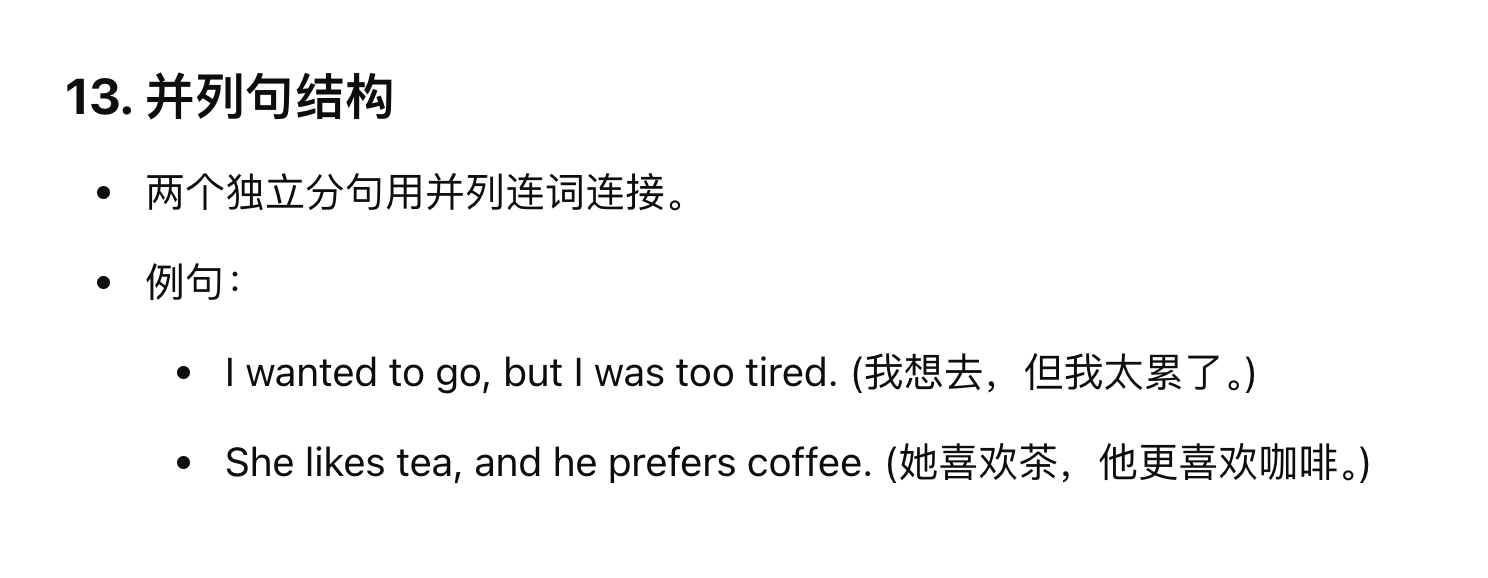 13. 并列句结构
• 两个独立分句用并列连词连接。
• 例句：
• I wanted to go, but I was too tired. (我想去，但我太累了。)
• She likes tea, and he prefers coffee. (她喜欢茶，他更喜欢咖啡。)